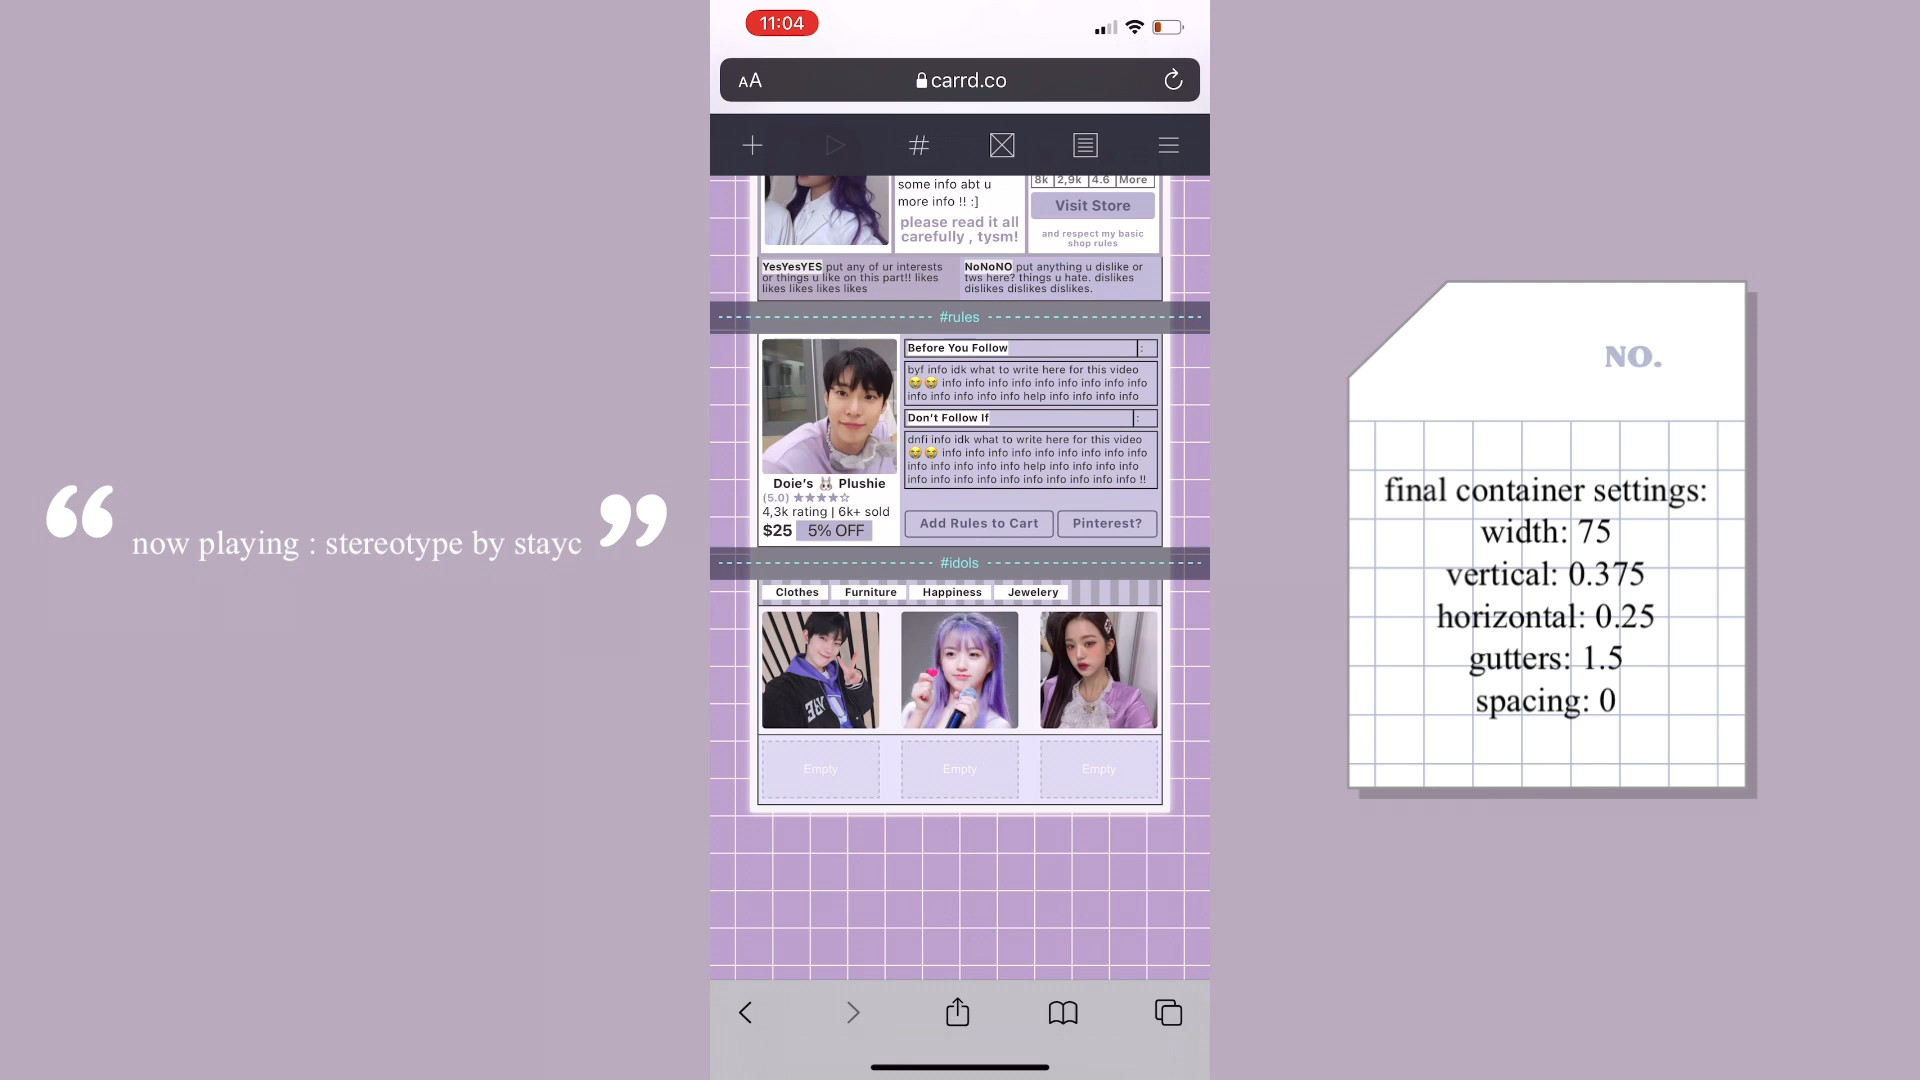 11:04
AA carrd.co
some info abt u
more info !! :]
please read it all
carefully , tysm!
8k 2,9k 4.6 More
Visit Store
and respect my basic
shop rules
YesYesYES put any of ur interests
or things u like on this part!! likes
likes likes likes likes
NoNoNO put anything u dislike or
tws here? things u hate. dislikes
dislikes dislikes dislikes.
#rules
Before You Follow :
byf info idk what to write here for this video
😭😭 info info info info info info info info info
info info info info info help info info info info
Don't Follow If :
dnfi info idk what to write here for this video
😭😭 info info info info info info info info info
info info info info info help info info info info
info info info info info info info info info info !!
Doie's 🐰 Plushie
(5.0) ★★★★☆
4,3k rating | 6k+ sold
$25 5% OFF
Add Rules to Cart Pinterest?
#idols
Clothes Furniture Happiness Jewelery
Empty Empty Empty
“ now playing : stereotype by stayc ”
NO.
final container settings:
width: 75
vertical: 0.375
horizontal: 0.25
gutters: 1.5
spacing: 0